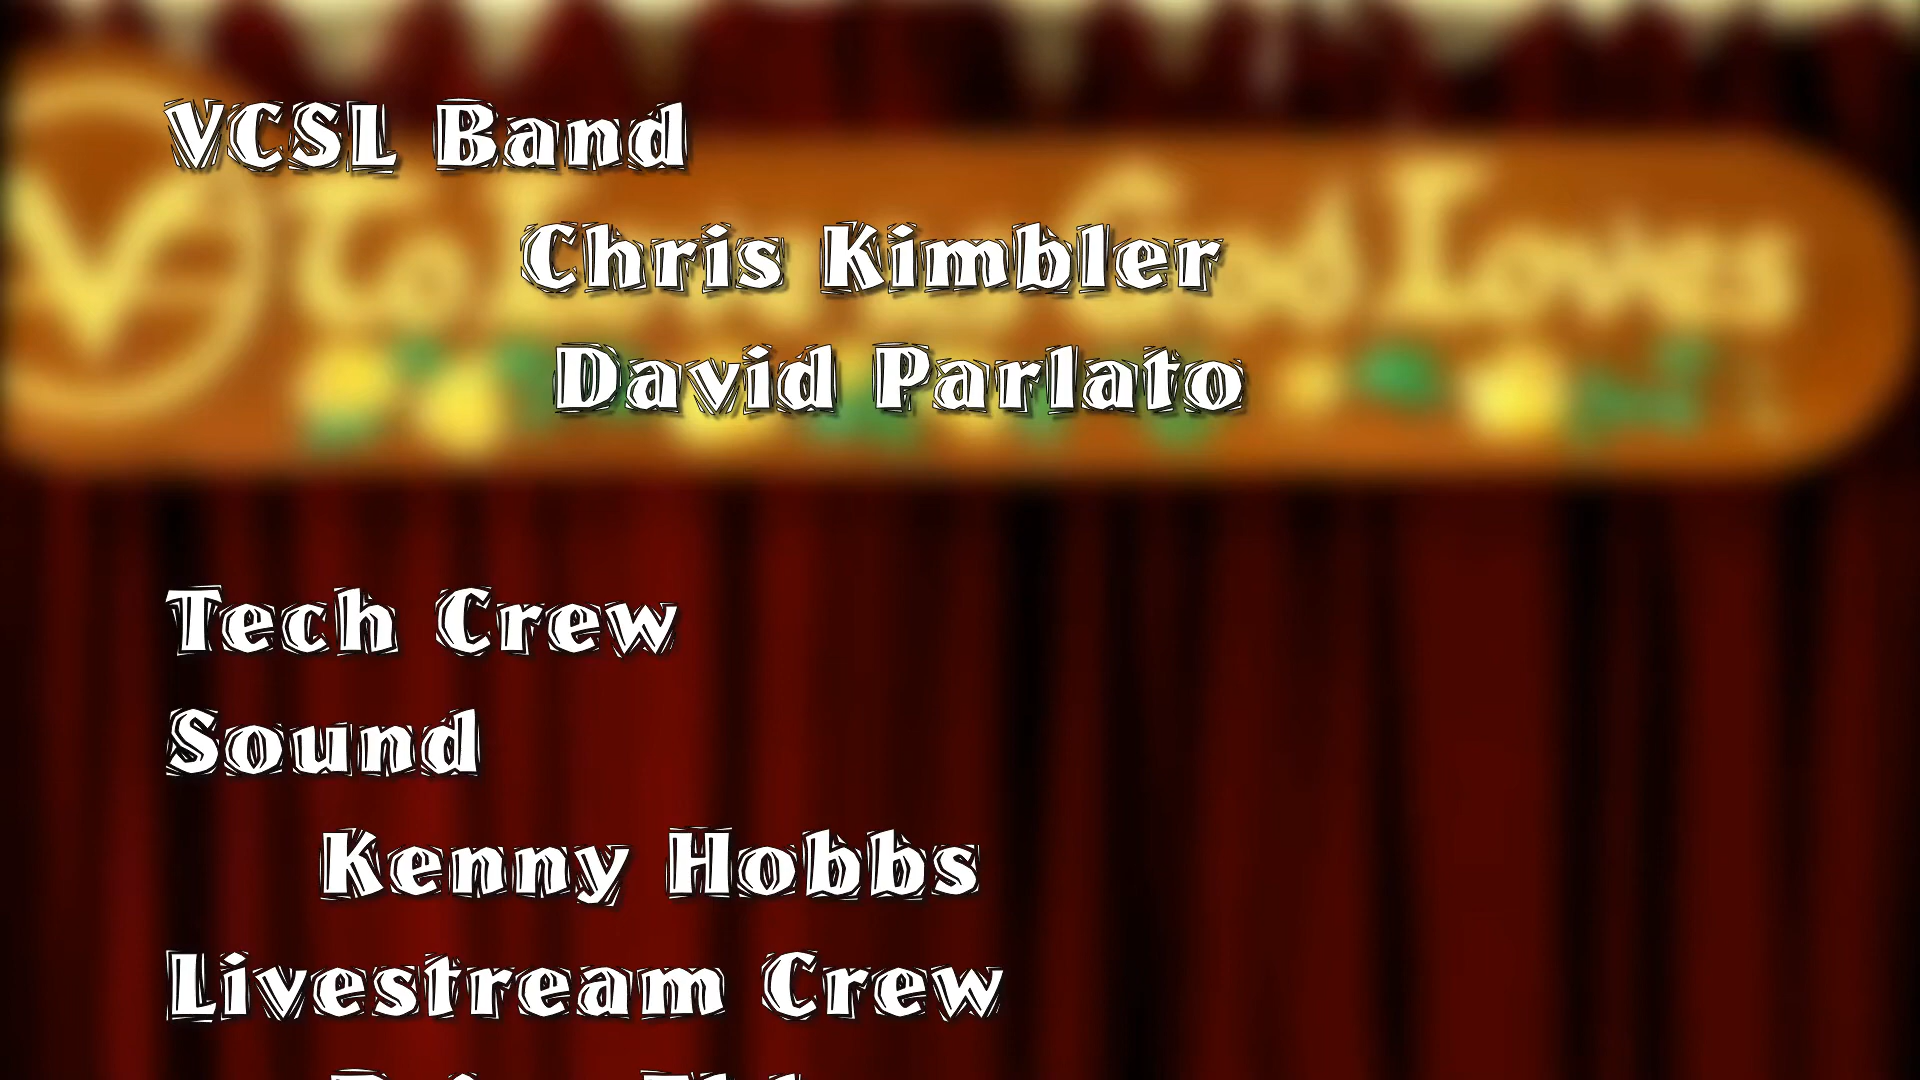 VCSL Band
Chris Kimbler
David Parlato
Tech Crew
Sound
Kenny Hobbs
Livestream Crew